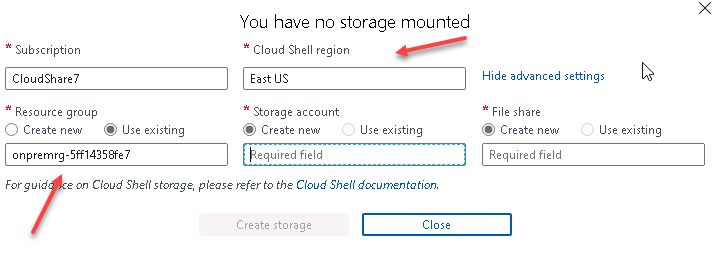 You have no storage mounted
* Subscription
* Cloud Shell region
CloudShare7
East US
Hide advanced settings
* Resource group
* Storage account
* File share
Create new Use existing
Create new Use existing
Create new Use existing
onpremrg-5ff14358fe7
Required field
Required field
For guidance on Cloud Shell storage, please refer to the Cloud Shell documentation.
Create storage
Close